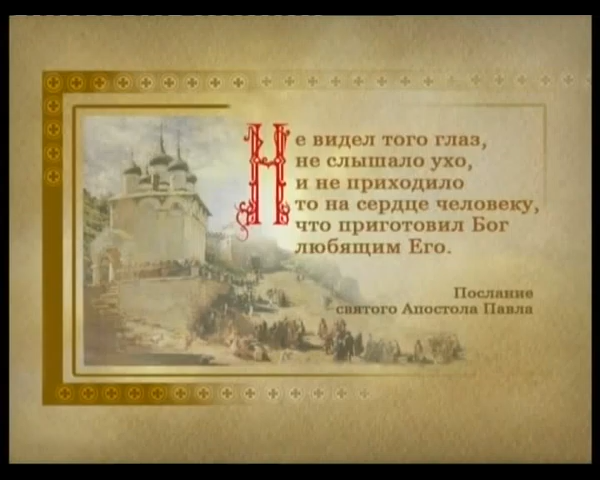 Не видел того глаз,
не слышало ухо,
и не приходило
то на сердце человеку,
что приготовил Бог
любящим Его.
Послание
святого Апостола Павла